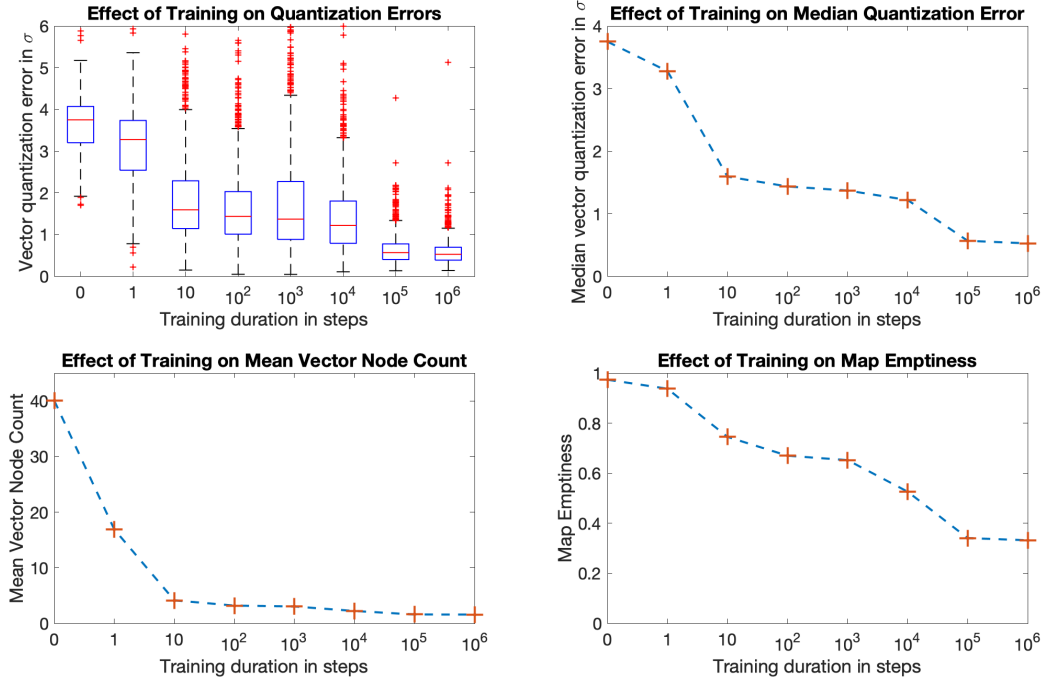 Effect of Training on Quantization Errors
Vector quantization error in σ
6
5
4
3
2
1
0
0 1 10 10² 10³ 10⁴ 10⁵ 10⁶
Training duration in steps
Effect of Training on Median Quantization Error
Median vector quantization error in σ
4
3
2
1
0
0 1 10 10² 10³ 10⁴ 10⁵ 10⁶
Training duration in steps
Effect of Training on Mean Vector Node Count
Mean Vector Node Count
40
30
20
10
0
0 1 10 10² 10³ 10⁴ 10⁵ 10⁶
Training duration in steps
Effect of Training on Map Emptiness
Map Emptiness
1
0.8
0.6
0.4
0.2
0
0 1 10 10² 10³ 10⁴ 10⁵ 10⁶
Training duration in steps